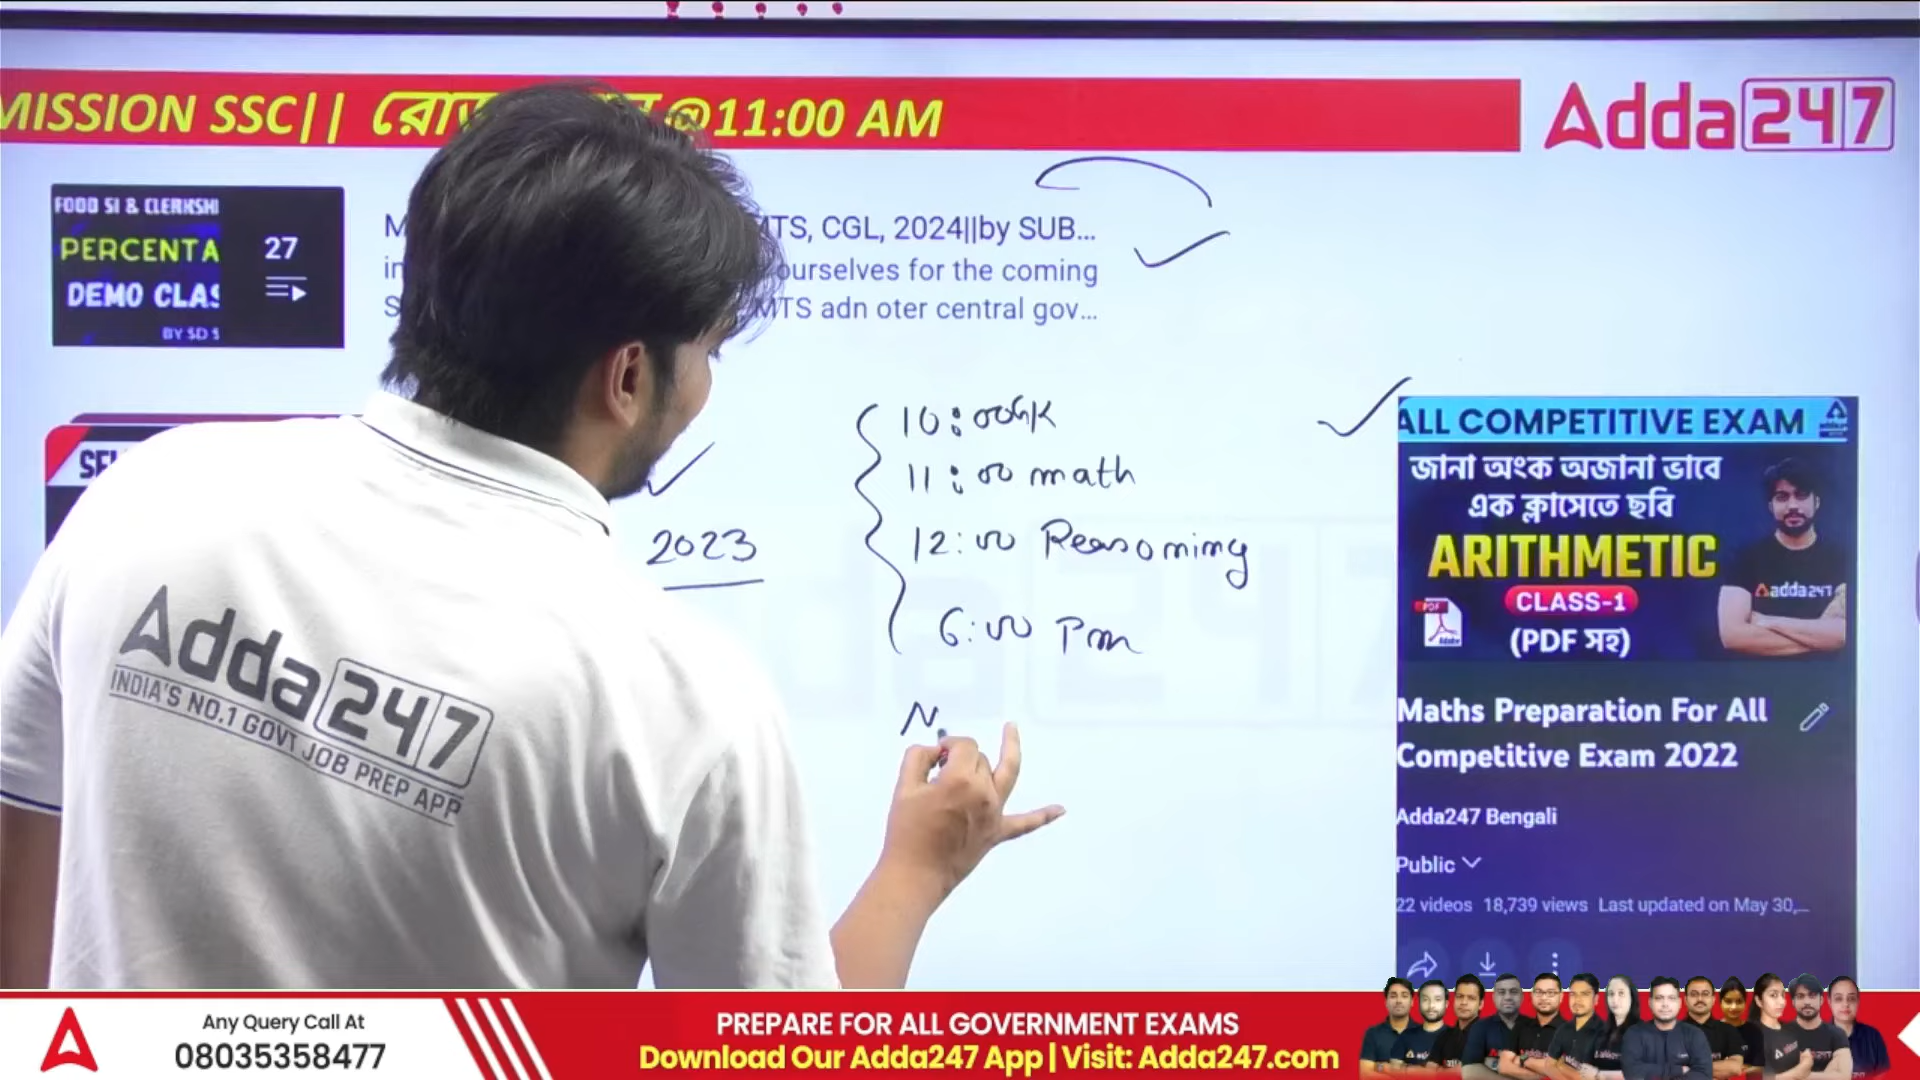 MISSION SSC|| @11:00 AM
Adda247
FOOD SI & CLERKSHI
PERCENTA
DEMO CLAS
BY SD S
27
MTS, CGL, 2024||by SUB...
ourselves for the coming
MTS adn oter central gov...
SEL
2023
10:00 GK
11:00 math
12:00 Reasoning
6:00 Pm
N
ALL COMPETITIVE EXAM
জানা অংক অজানা ভাবে
এক ক্লাসেতে ছবি
ARITHMETIC
CLASS-1
PDF
(PDF সহ)
Adda247
Maths Preparation For All
Competitive Exam 2022
Adda247 Bengali
Public
22 videos 18,739 views Last updated on May 30,...
Adda247
INDIA'S NO.1 GOVT JOB PREP APP
Any Query Call At
08035358477
PREPARE FOR ALL GOVERNMENT EXAMS
Download Our Adda247 App | Visit: Adda247.com